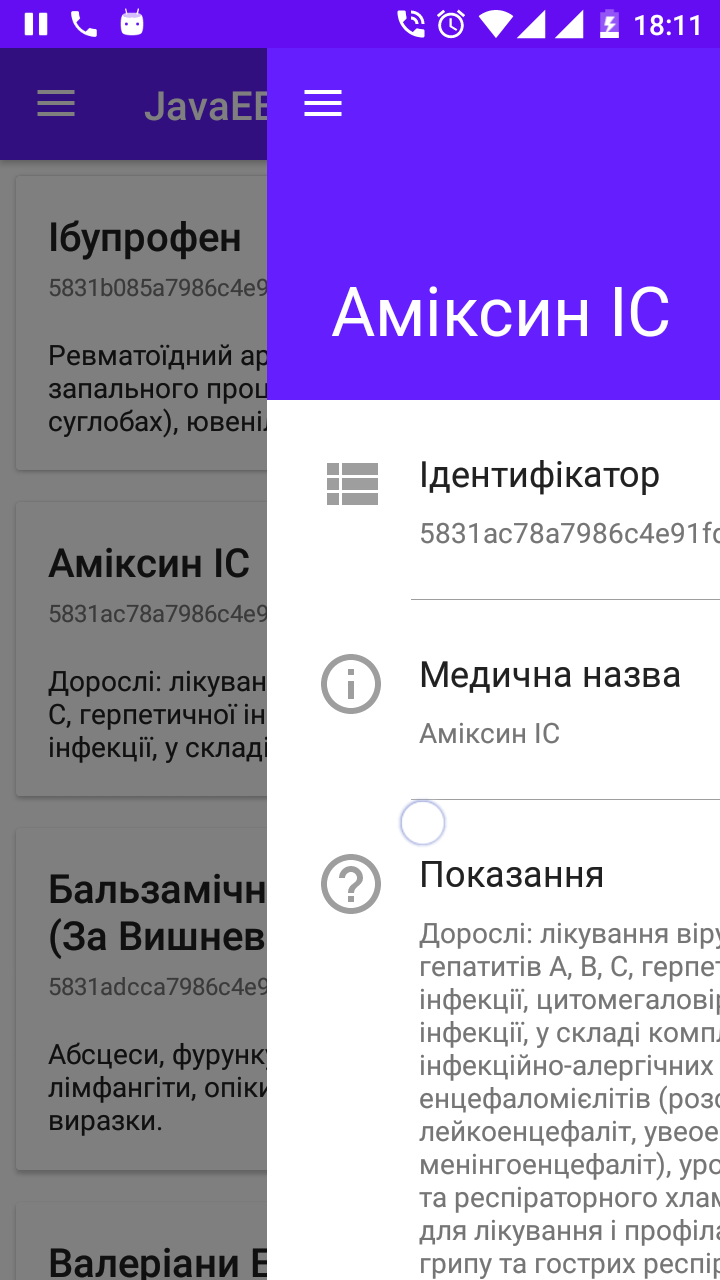 18:11
JavaEE
Ібупрофен
5831b085a7986c4e9
Ревматоїдний ар
запального проц
суглобах), ювеніл
Аміксин ІС
5831ac78a7986c4e9
Дорослі: лікуван
С, герпетичної ін
інфекції, у складі
Бальзамічн
(За Вишнев
5831adcca7986c4e9
Абсцеси, фурунку
лімфангіти, опіки
виразки.
Валеріани Е
Аміксин ІС
Ідентифікатор
5831ac78a7986c4e91fc
Медична назва
Аміксин ІС
Показання
Дорослі: лікування віру
гепатитів А, В, С, герпет
інфекції, цитомегаловір
інфекції, у складі компл
інфекційно-алергічних
енцефаломієлітів (розс
лейкоенцефаліт, увеое
менінгоенцефаліт), уро
та респіраторного хлам
для лікування і профіла
грипу та гострих респір